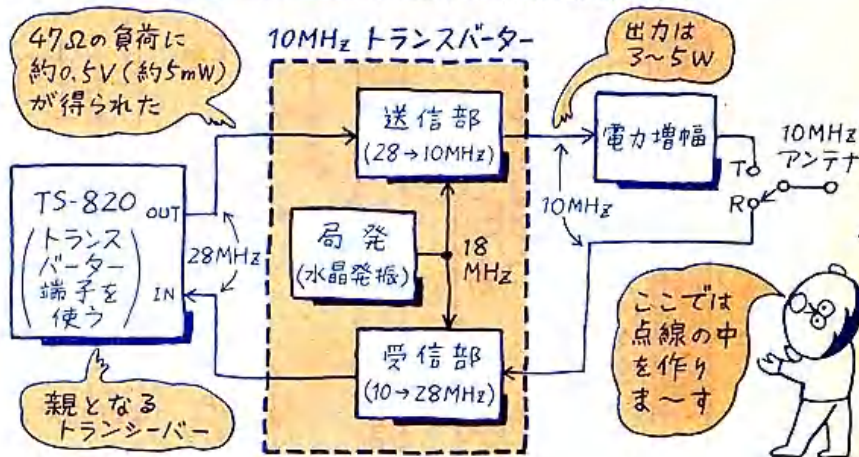 47Ωの負荷に
約0.5V(約5mW)
が得られた
10MHz トランスバーター
出力は
3~5W
送信部
(28→10MHz)
電力増幅
T
R
10MHz
アンテナ
TS-820
(トランス
バーター
端子を
使う)
OUT
IN
28MHz
局発
(水晶発振)
18
MHz
10MHz
受信部
(10→28MHz)
親となる
トランシーバー
ここでは
点線の中
を作り
ま~す